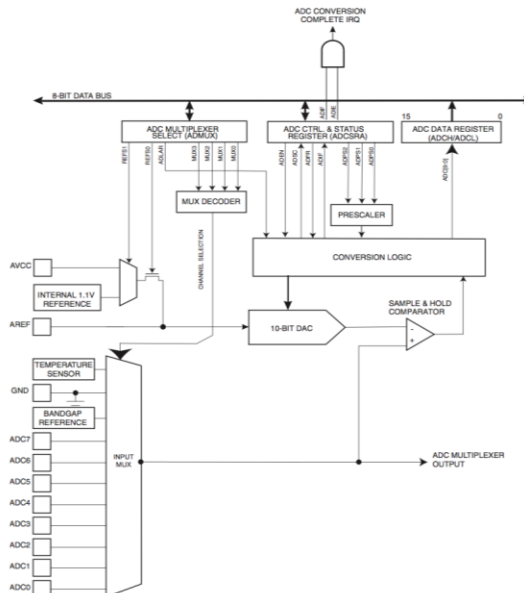 ADC CONVERSION
COMPLETE IRQ
8-BIT DATA BUS
ADIF
ADIE
15
0
ADC MULTIPLEXER
SELECT (ADMUX)
ADC CTRL. & STATUS
REGISTER (ADCSRA)
ADC DATA REGISTER
(ADCH/ADCL)
REFS1
REFS0
ADLAR
MUX3
MUX2
MUX1
MUX0
ADEN
ADSC
ADFR
ADIF
ADPS2
ADPS1
ADPS0
ADC[9:0]
MUX DECODER
PRESCALER
CHANNEL SELECTION
CONVERSION LOGIC
AVCC
INTERNAL 1.1V
REFERENCE
SAMPLE & HOLD
COMPARATOR
AREF
10-BIT DAC
-
+
TEMPERATURE
SENSOR
GND
BANDGAP
REFERENCE
ADC7
ADC6
INPUT
MUX
ADC MULTIPLEXER
OUTPUT
ADC5
ADC4
ADC3
ADC2
ADC1
ADC0